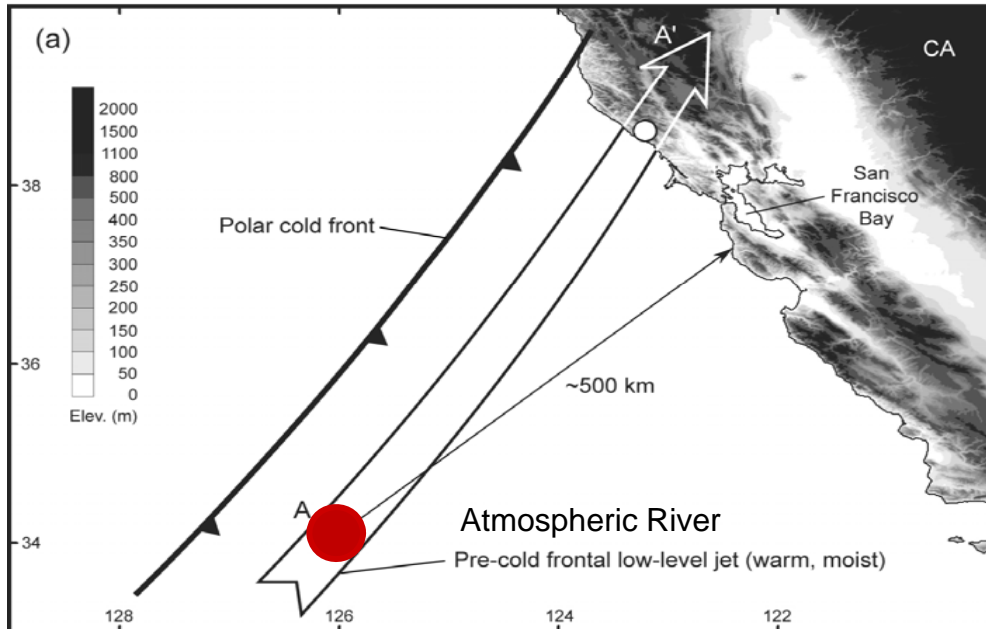 (a)
A'
CA
2000
1500
1100
800
500
400
350
300
250
200
150
100
50
0
Elev. (m)
38
36
34
Polar cold front
San
Francisco
Bay
~500 km
A
Atmospheric River
Pre-cold frontal low-level jet (warm, moist)
128
126
124
122